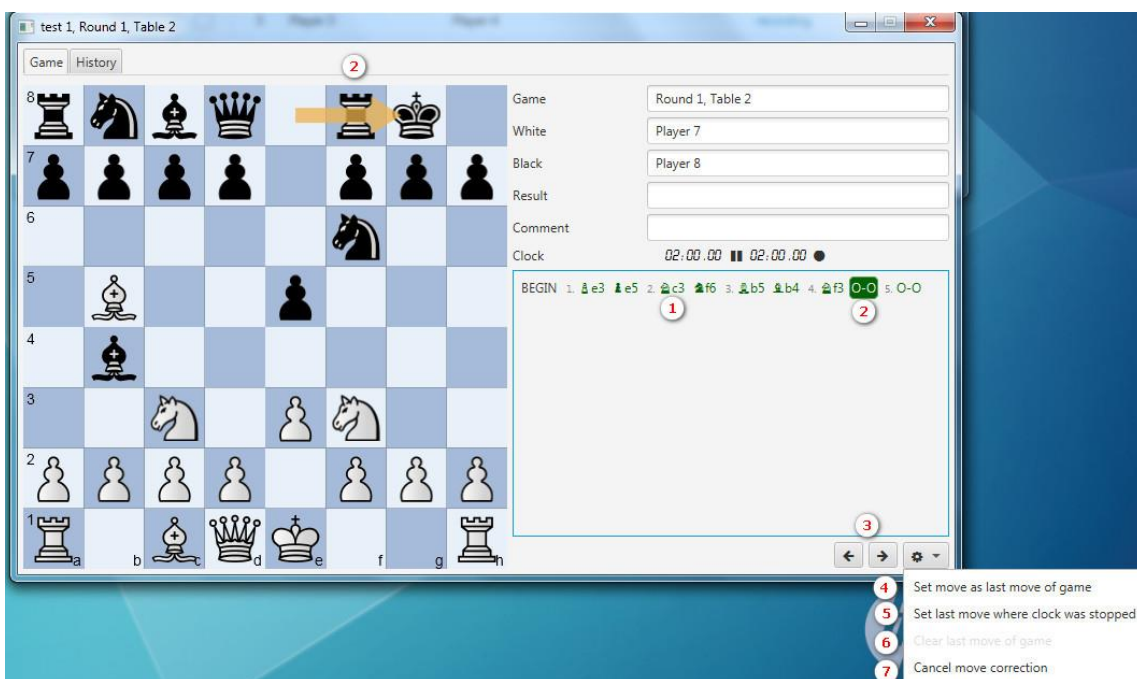 test 1, Round 1, Table 2
Game History
2
8
7
6
5
4
3
2
1
a b c d e f g h
Game Round 1, Table 2
White Player 7
Black Player 8
Result
Comment
Clock 02:00.00 02:00.00
BEGIN 1. e3 e5 2. c3 f6 3. b5 b4 4. f3 O-O 5. O-O
1 2
3
4 Set move as last move of game
5 Set last move where clock was stopped
6 Clear last move of game
7 Cancel move correction